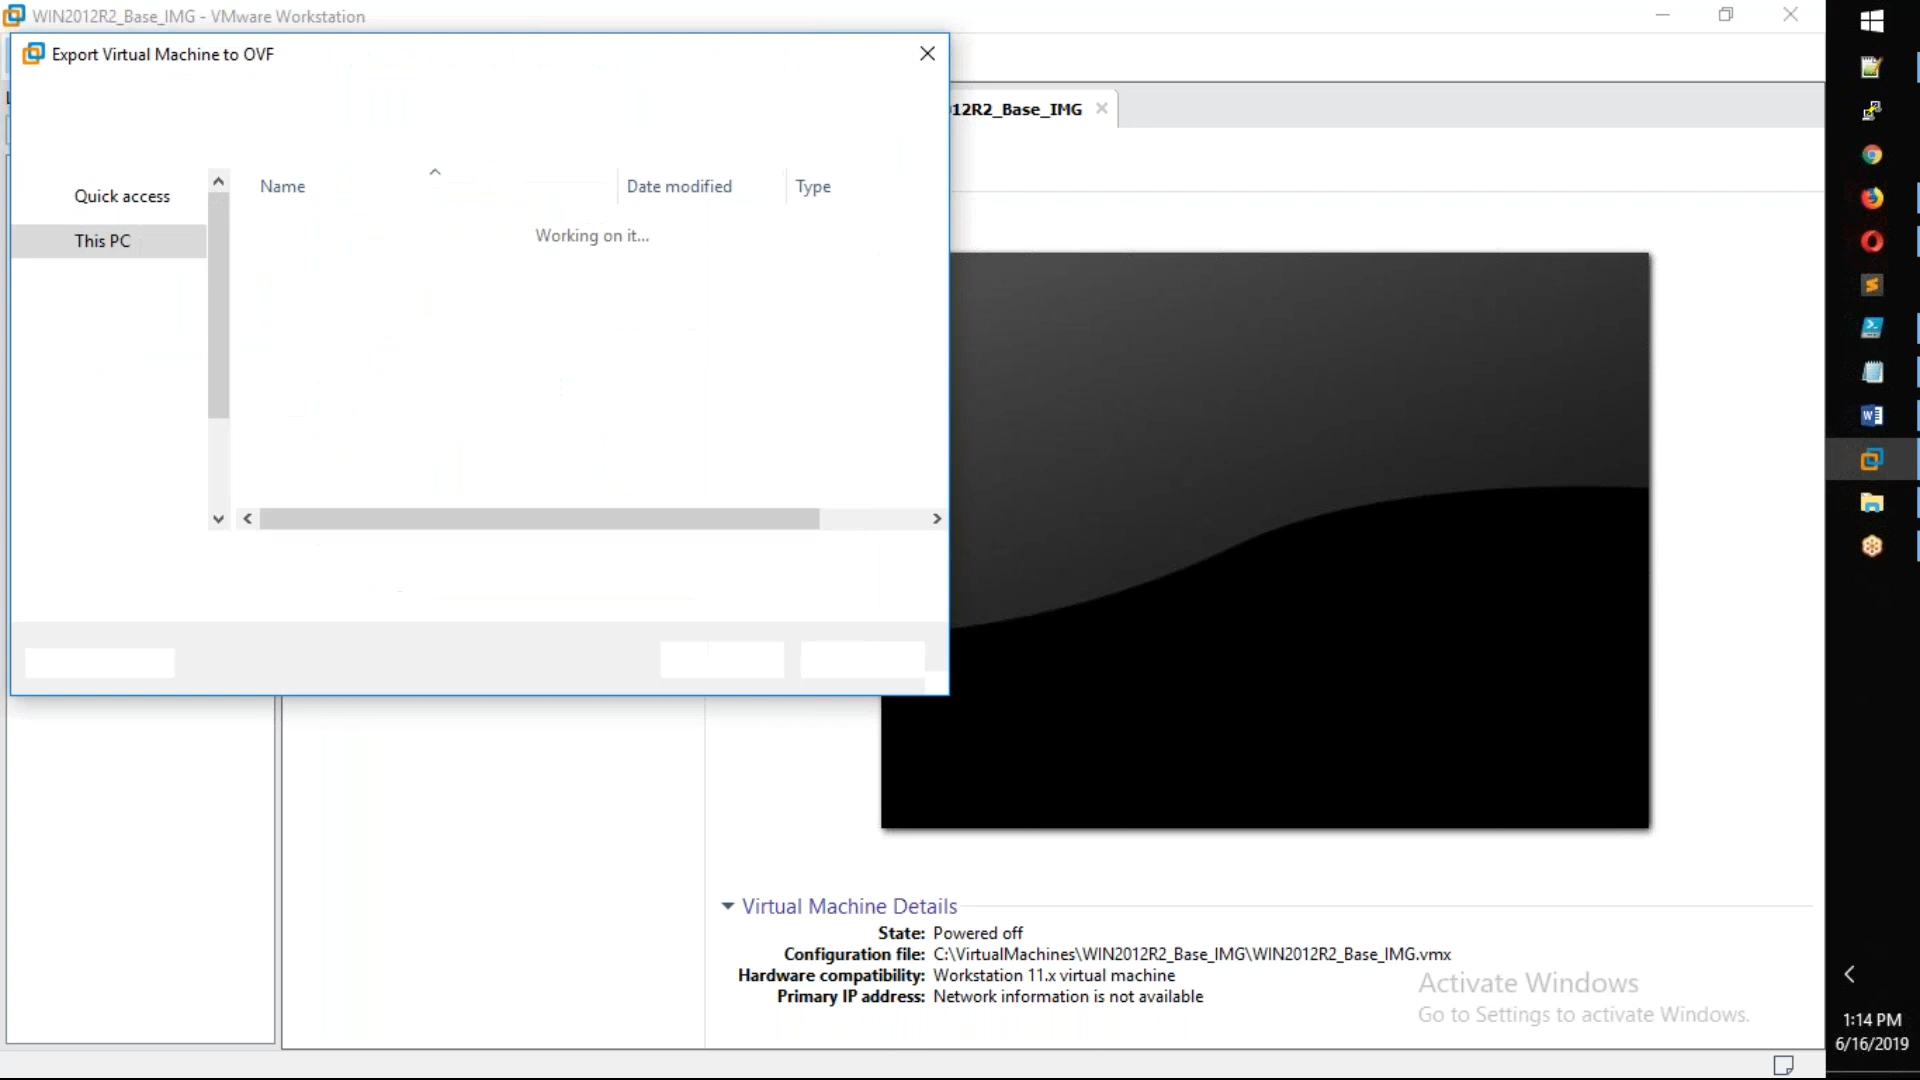 WIN2012R2_Base_IMG - VMware Workstation
Export Virtual Machine to OVF
12R2_Base_IMG
Name
Date modified
Type
Quick access
This PC
Working on it...
Virtual Machine Details
State: Powered off
Configuration file: C:\VirtualMachines\WIN2012R2_Base_IMG\WIN2012R2_Base_IMG.vmx
Hardware compatibility: Workstation 11.x virtual machine
Primary IP address: Network information is not available
Activate Windows
Go to Settings to activate Windows.
1:14 PM
6/16/2019